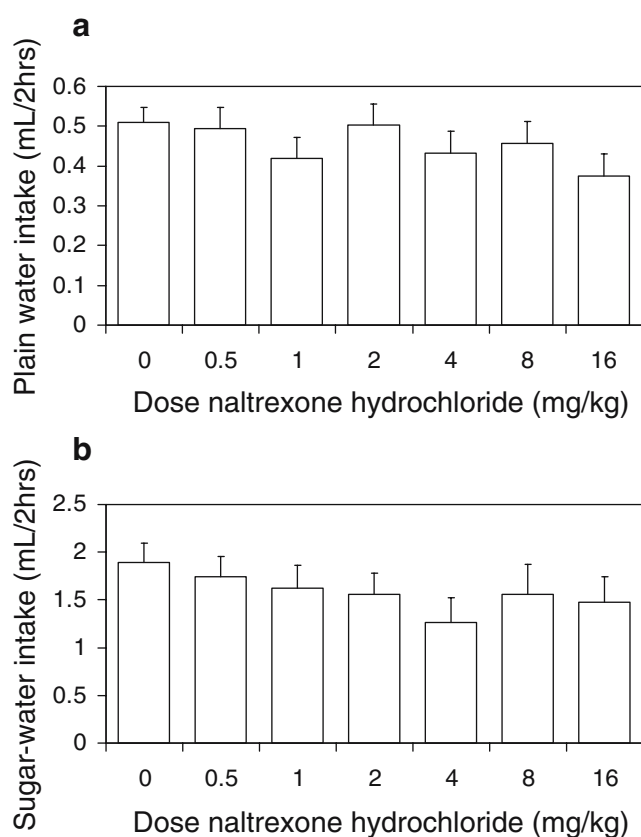 a
Plain water intake (mL/2hrs)
0.6
0.5
0.4
0.3
0.2
0.1
0
0 0.5 1 2 4 8 16
Dose naltrexone hydrochloride (mg/kg)
b
Sugar-water intake (mL/2hrs)
2.5
2
1.5
1
0.5
0
0 0.5 1 2 4 8 16
Dose naltrexone hydrochloride (mg/kg)